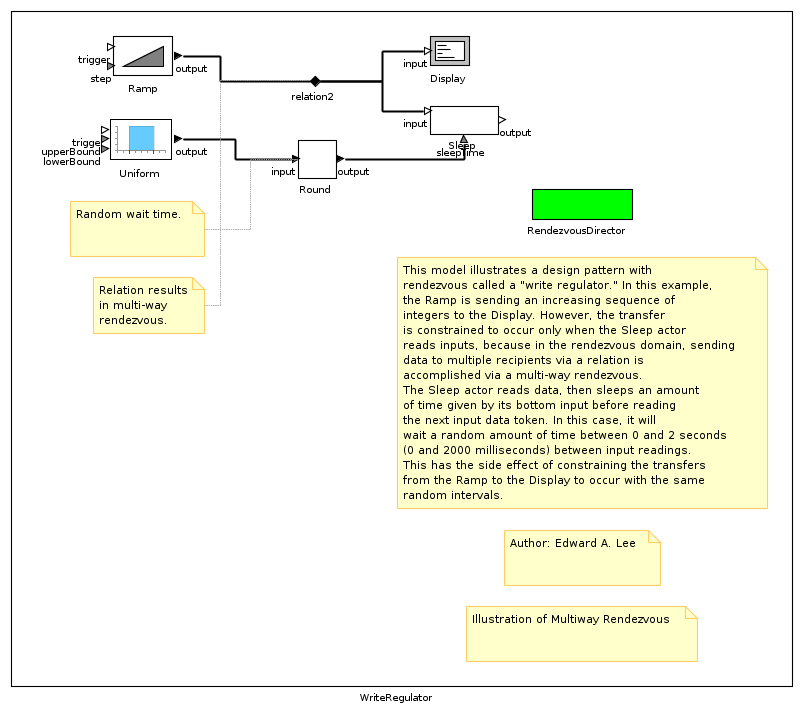 trigger
step
output
Ramp
relation2
input
Display
input
output
Sleep
sleepTime
trigge
upperBound
lowerBound
output
Uniform
input
output
Round
Random wait time.
Relation results
in multi-way
rendezvous.
RendezvousDirector
This model illustrates a design pattern with
rendezvous called a "write regulator." In this example,
the Ramp is sending an increasing sequence of
integers to the Display. However, the transfer
is constrained to occur only when the Sleep actor
reads inputs, because in the rendezvous domain, sending
data to multiple recipients via a relation is
accomplished via a multi-way rendezvous.
The Sleep actor reads data, then sleeps an amount
of time given by its bottom input before reading
the next input data token. In this case, it will
wait a random amount of time between 0 and 2 seconds
(0 and 2000 milliseconds) between input readings.
This has the side effect of constraining the transfers
from the Ramp to the Display to occur with the same
random intervals.
Author: Edward A. Lee
Illustration of Multiway Rendezvous
WriteRegulator